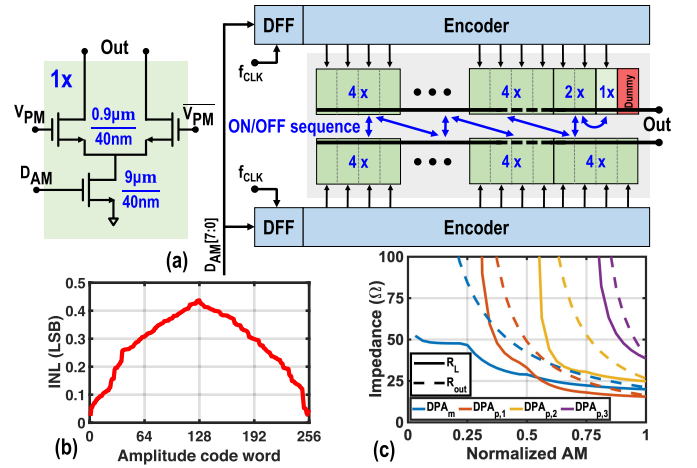 Out
1x
V_PM
0.9μm
40nm
V_PM
D_AM
9μm
40nm
(a)
DFF
Encoder
f_CLK
4 x
4 x
2 x
1x
Dummy
ON/OFF sequence
Out
4 x
4 x
4 x
f_CLK
DFF
Encoder
D_AM[7:0]
INL (LSB)
0.5
0.4
0.3
0.2
0.1
0
0
64
128
192
256
Amplitude code word
(b)
Impedance (Ω)
100
75
50
25
0
R_L
R_out
DPA_m
DPA_p,1
DPA_p,2
DPA_p,3
0
0.25
0.5
0.75
1
Normalized AM
(c)